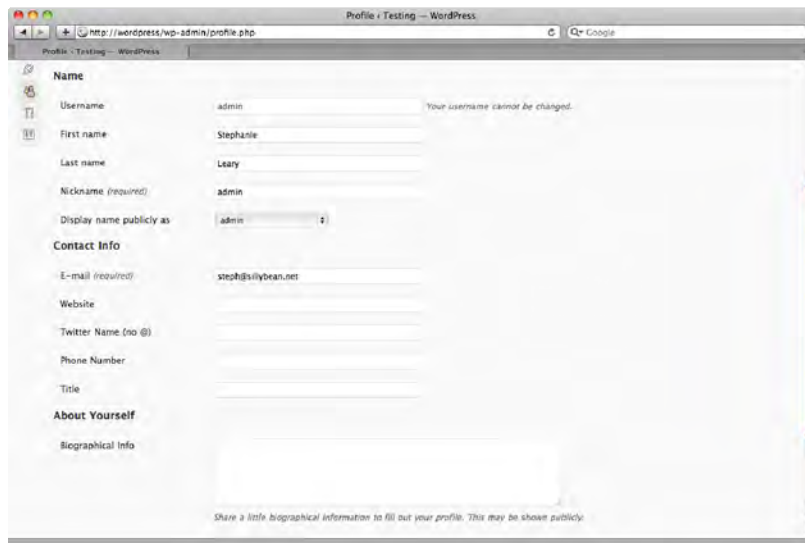 Profile ‹ Testing — WordPress
http://wordpress/wp-admin/profile.php
Google
Profile ‹ Testing — WordPress
Name
Username admin Your username cannot be changed.
First name Stephanie
Last name Leary
Nickname (required) admin
Display name publicly as admin
Contact Info
E-mail (required) steph@sillybean.net
Website
Twitter Name (no @)
Phone Number
Title
About Yourself
Biographical Info
Share a little biographical information to fill out your profile. This may be shown publicly.